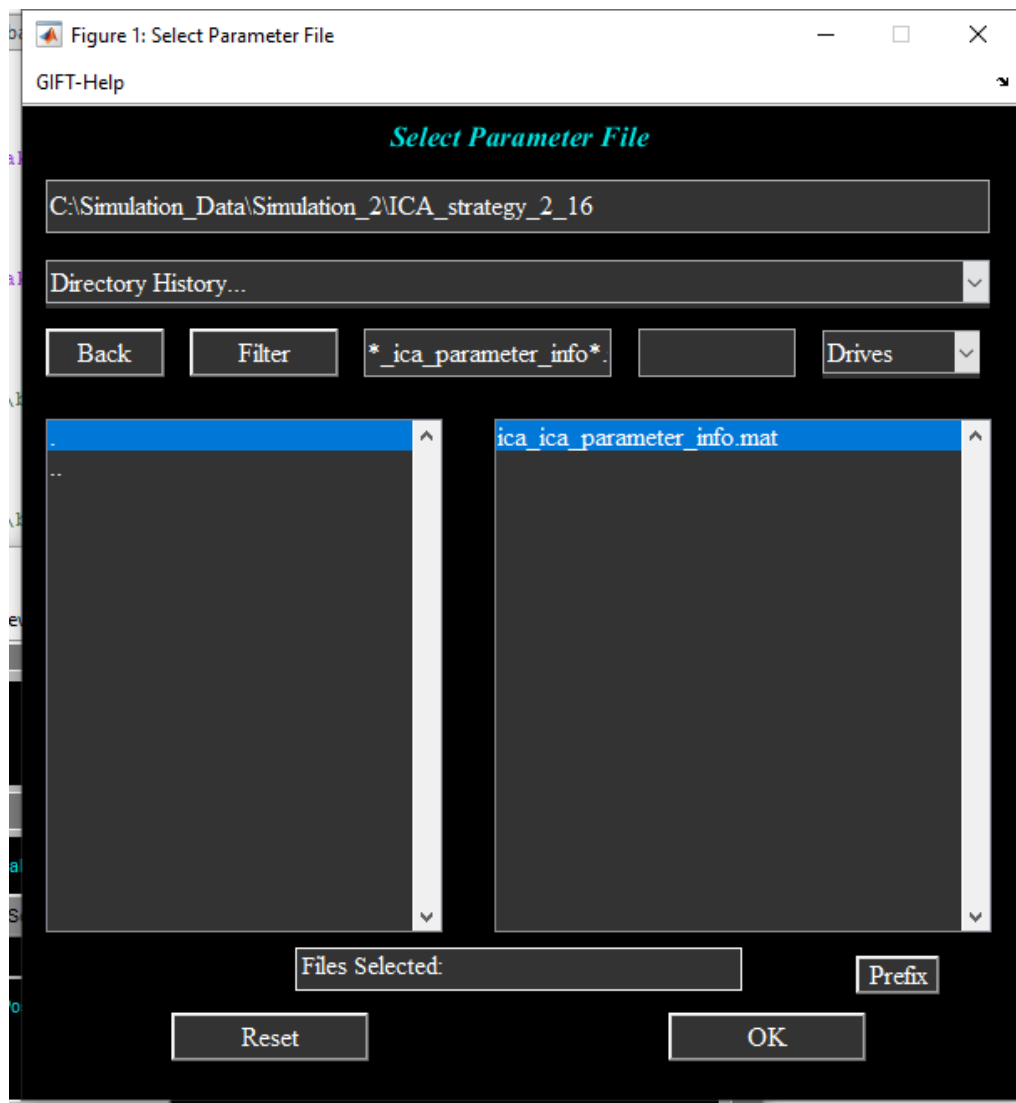 Figure 1: Select Parameter File
GIFT-Help
Select Parameter File
C:\Simulation_Data\Simulation_2\ICA_strategy_2_16
Directory History...
Back Filter *_ica_parameter_info*. Drives
. ica_ica_parameter_info.mat
..
Files Selected:
Prefix
Reset OK